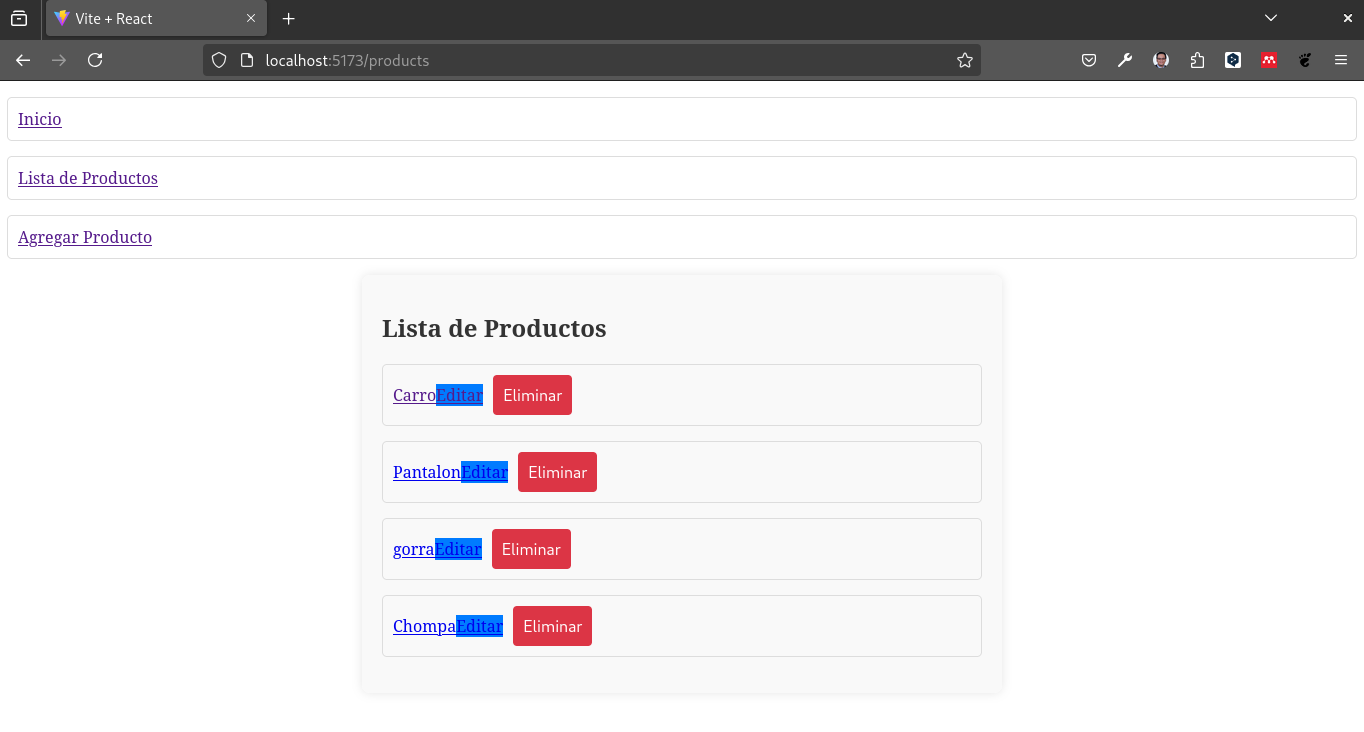 Vite + React
localhost:5173/products
Inicio
Lista de Productos
Agregar Producto
Lista de Productos
CarroEditar Eliminar
PantalonEditar Eliminar
gorraEditar Eliminar
ChompaEditar Eliminar